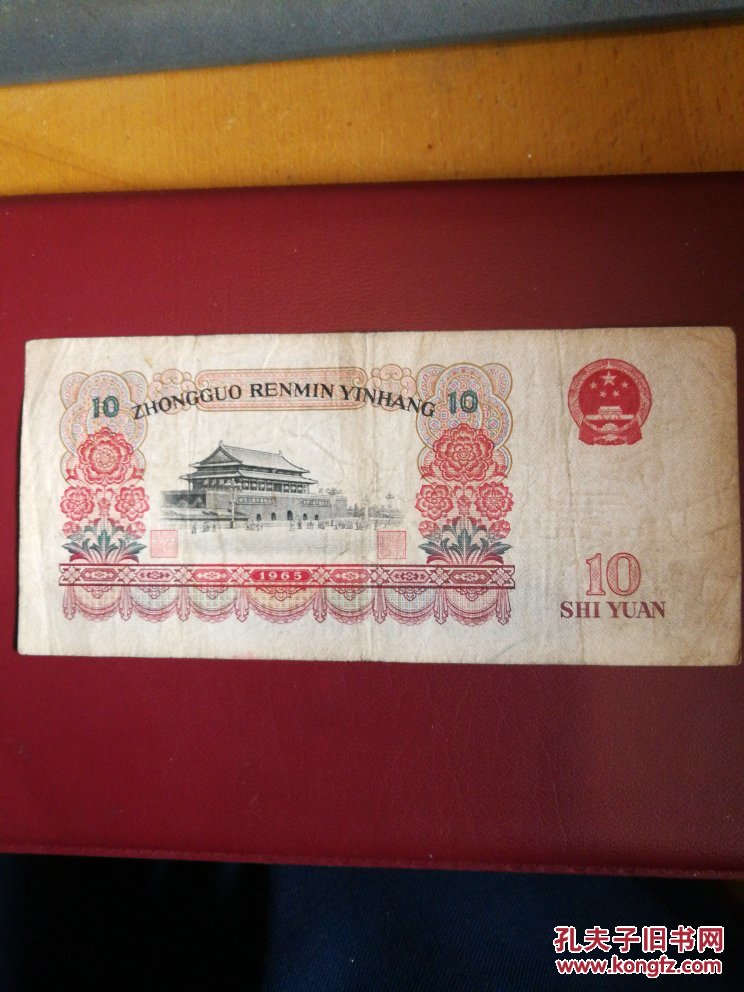 10 ZHONGGUO RENMIN YINHANG 10
1965
10
SHI YUAN
孔夫子旧书网
www.kongfz.com